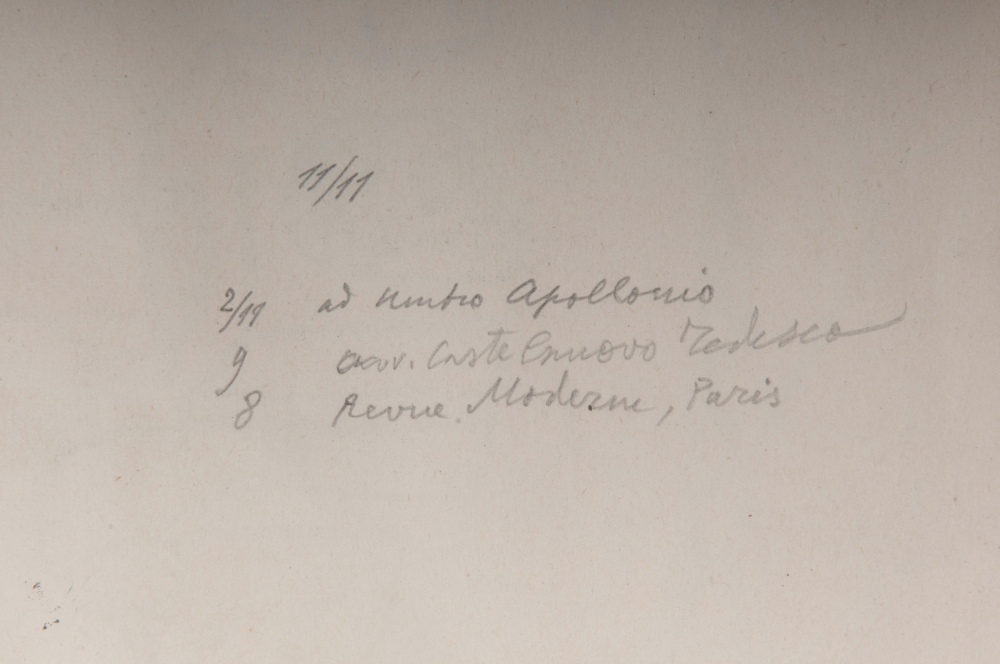 11/11
2/11 ad Umbro Apollonio
9 avv. Castelnuovo Tedesco
8 Revue Moderne, Paris